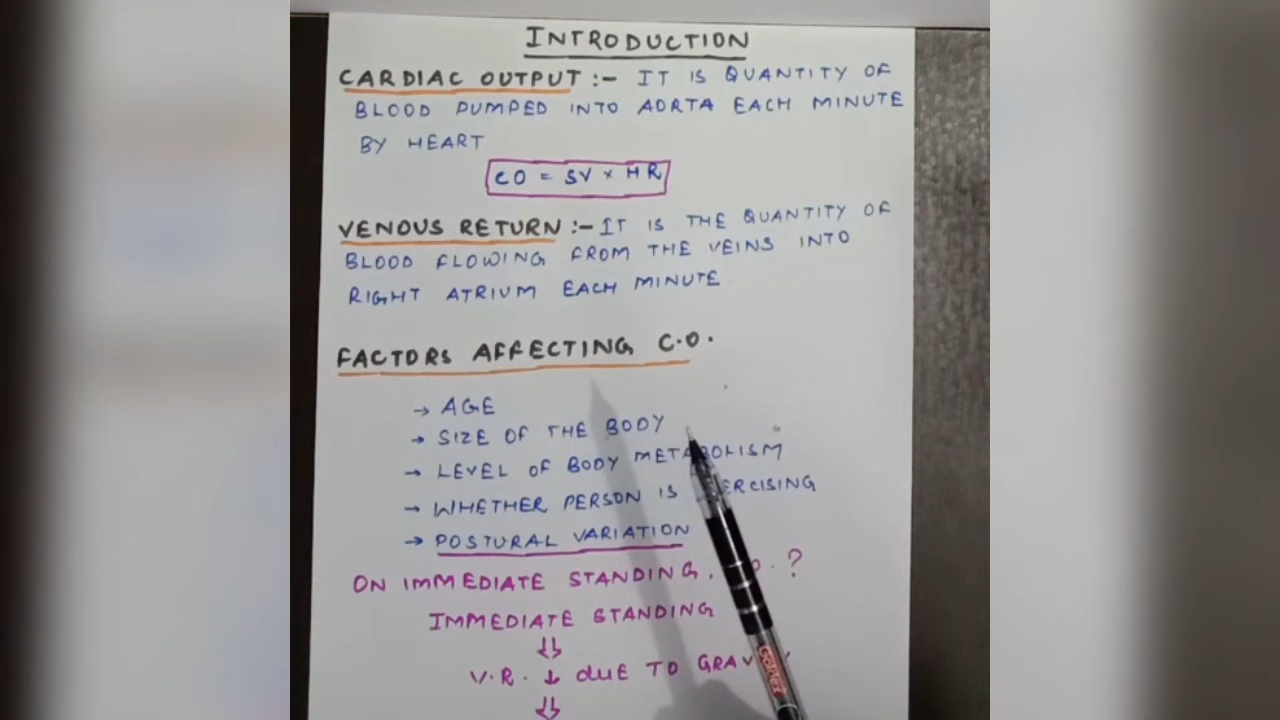 INTRODUCTION
CARDIAC OUTPUT :- IT IS QUANTITY OF
BLOOD PUMPED INTO AORTA EACH MINUTE
BY HEART
CO = SV × HR
VENOUS RETURN :- IT IS THE QUANTITY OF
BLOOD FLOWING FROM THE VEINS INTO
RIGHT ATRIUM EACH MINUTE
FACTORS AFFECTING C.O.
→ AGE
→ SIZE OF THE BODY
→ LEVEL OF BODY METABOLISM
→ WHETHER PERSON IS
→ POSTURAL VARIATION
ON IMMEDIATE STANDING, ?
IMMEDIATE STANDING
⇓
V.R. ↓ due TO
⇓